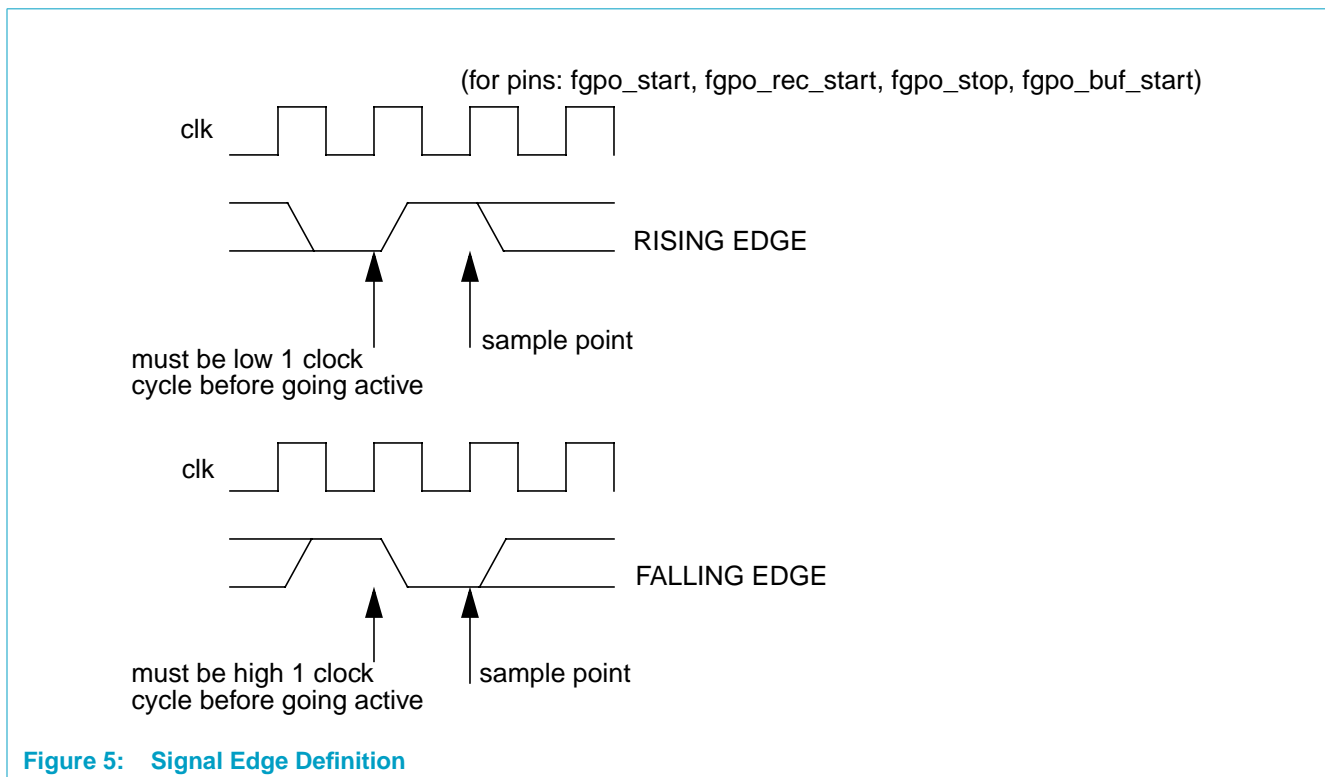 (for pins: fgpo_start, fgpo_rec_start, fgpo_stop, fgpo_buf_start)
clk
RISING EDGE
sample point
must be low 1 clock
cycle before going active
clk
FALLING EDGE
must be high 1 clock
cycle before going active
sample point
Figure 5: Signal Edge Definition